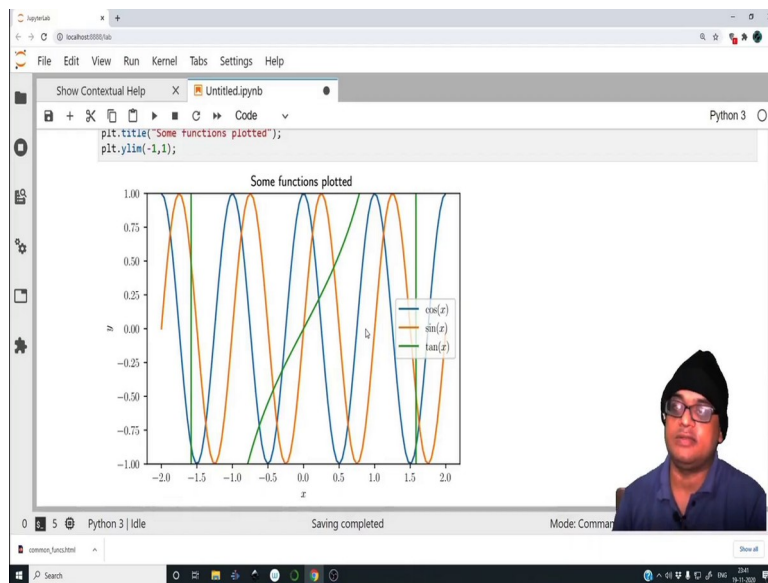 JupyterLab
localhost:8888/lab
File Edit View Run Kernel Tabs Settings Help
Show Contextual Help X Untitled.ipynb
Code Python 3
plt.title("Some functions plotted");
plt.ylim(-1,1);
Some functions plotted
1.00
0.75
0.50
0.25
0.00
−0.25
−0.50
−0.75
−1.00
y
cos(x)
sin(x)
tan(x)
−2.0 −1.5 −1.0 −0.5 0.0 0.5 1.0 1.5 2.0
x
0 5 Python 3 | Idle Saving completed Mode: Comman
common_funcs.html Show all
Search ENG 23:41
19-11-2020